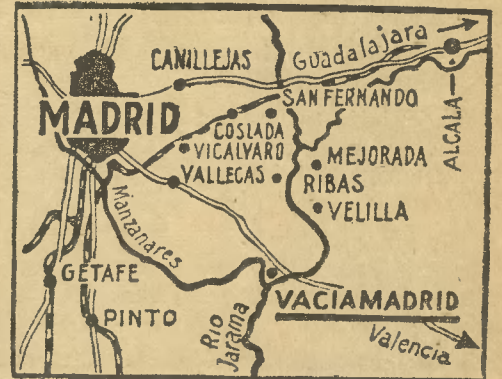 Guadalajara
CANILLEJAS
SAN FERNANDO
ALCALA
MADRID
COSLADA
VICALVARO
MEJORADA
VALLECAS
RIBAS
VELILLA
Manzanares
GETAFE
VACIAMADRID
PINTO
Rio
Jarama
Valencia